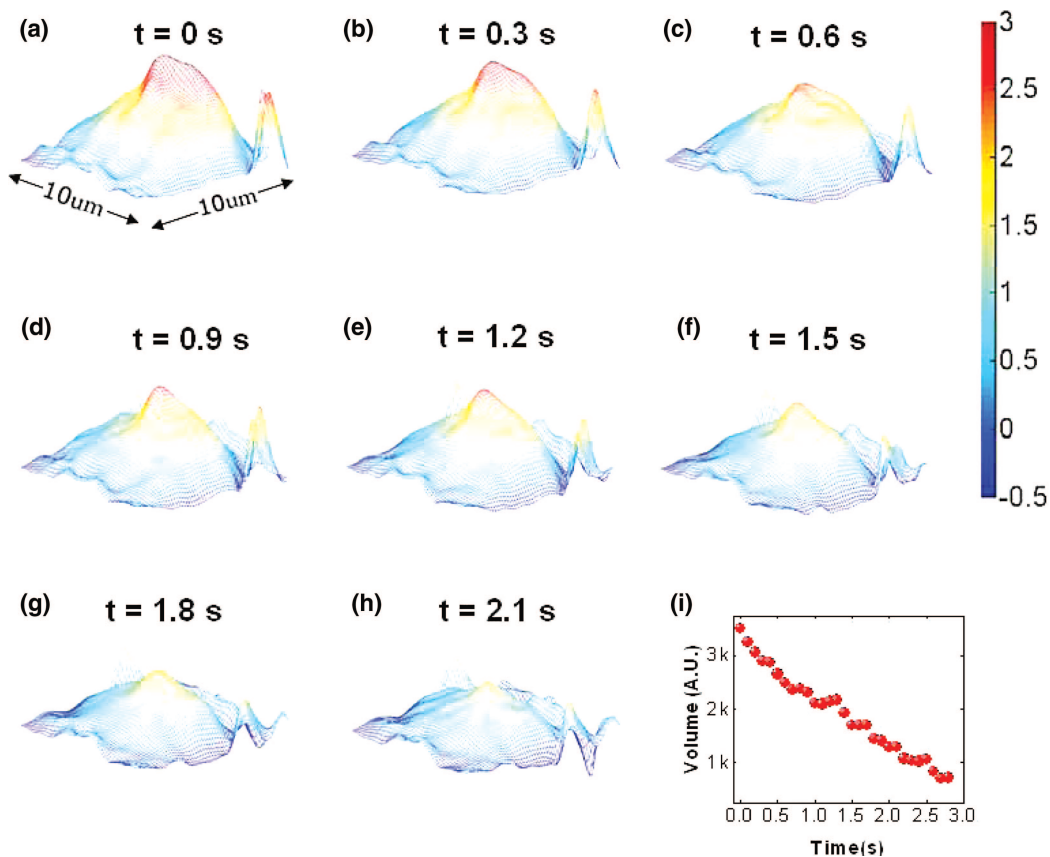 (a) t = 0 s
(b) t = 0.3 s
(c) t = 0.6 s
10um 10um
3
2.5
2
1.5
1
0.5
0
-0.5
(d) t = 0.9 s
(e) t = 1.2 s
(f) t = 1.5 s
(g) t = 1.8 s
(h) t = 2.1 s
(i)
Volume (A.U.)
3k
2k
1k
0.0 0.5 1.0 1.5 2.0 2.5 3.0
Time(s)